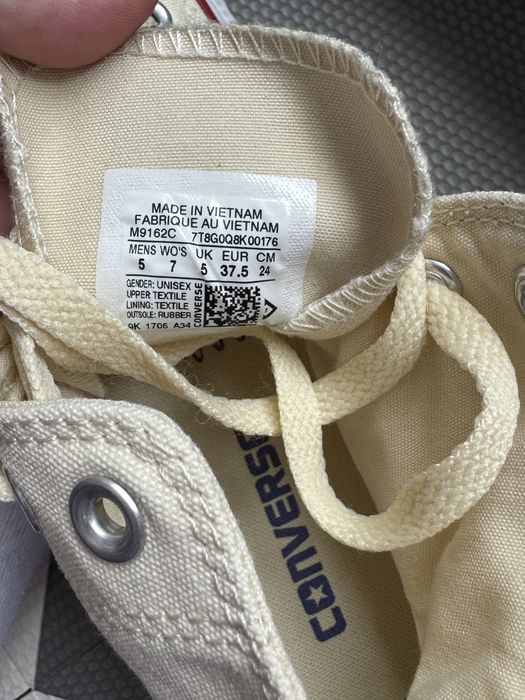 MADE IN VIETNAM
FABRIQUE AU VIETNAM
M9162C 7T8G0Q8K00176
MENS WO'S UK EUR CM
5 7 5 37.5 24
GENDER: UNISEX
UPPER TEXTILE
LINING: TEXTILE
OUTSOLE: RUBBER
CONVERSE
9K 1706 A34
CONVERSE